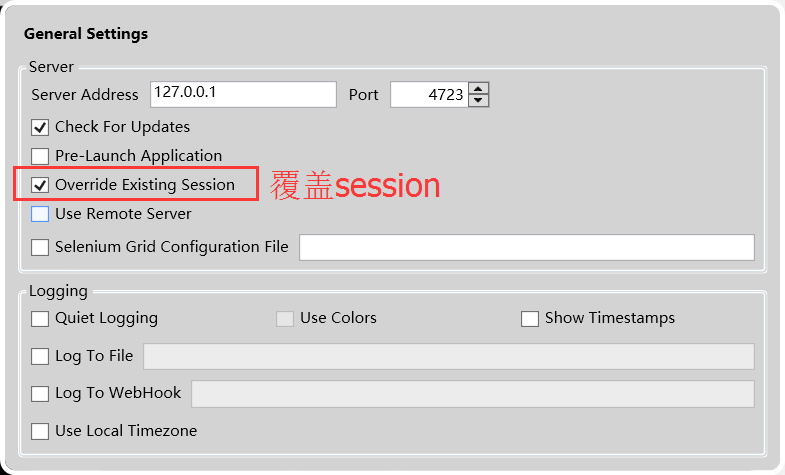 General Settings
Server
Server Address 127.0.0.1 Port 4723
Check For Updates
Pre-Launch Application
Override Existing Session 覆盖session
Use Remote Server
Selenium Grid Configuration File
Logging
Quiet Logging Use Colors Show Timestamps
Log To File
Log To WebHook
Use Local Timezone